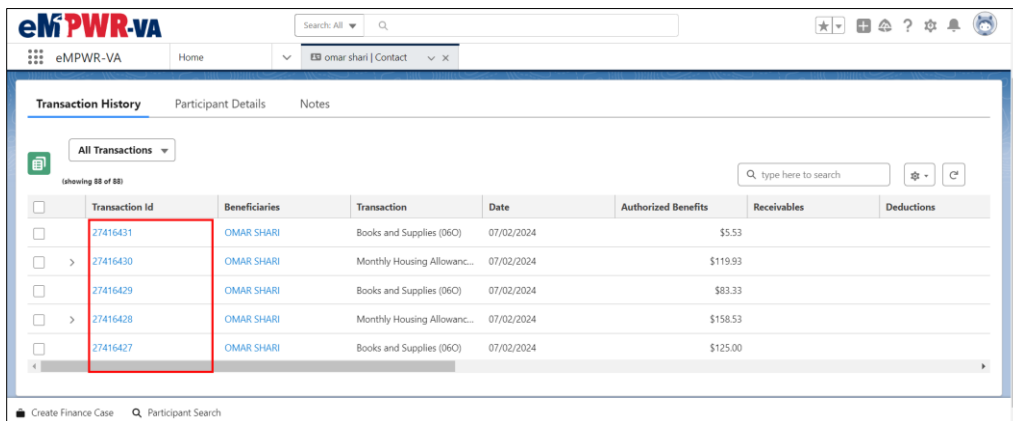 eMPWR-VA
Search: All
eMPWR-VA Home omar shari | Contact
Transaction History Participant Details Notes
All Transactions
(showing 88 of 88)
type here to search
Transaction Id Beneficiaries Transaction Date Authorized Benefits Receivables Deductions
27416431 OMAR SHARI Books and Supplies (06O) 07/02/2024 $5.53
27416430 OMAR SHARI Monthly Housing Allowanc... 07/02/2024 $119.93
27416429 OMAR SHARI Books and Supplies (06O) 07/02/2024 $83.33
27416428 OMAR SHARI Monthly Housing Allowanc... 07/02/2024 $158.53
27416427 OMAR SHARI Books and Supplies (06O) 07/02/2024 $125.00
Create Finance Case Participant Search